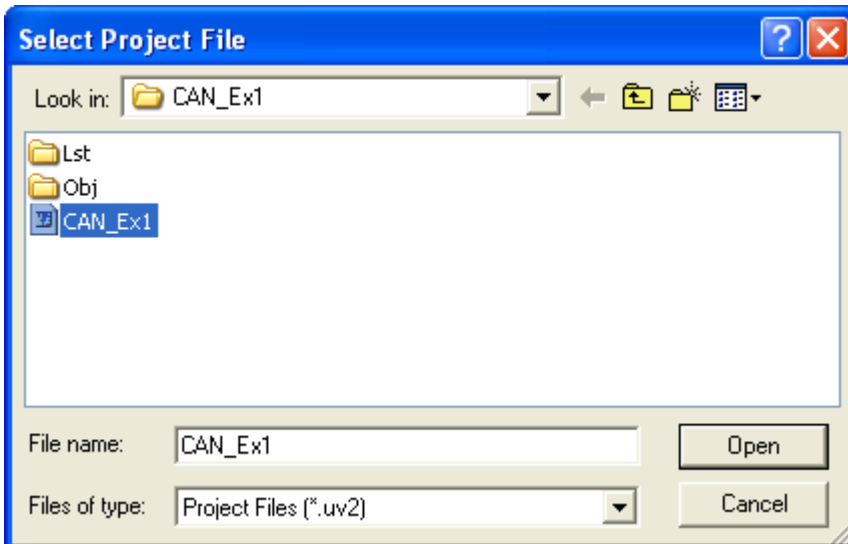 Select Project File
Look in: CAN_Ex1
Lst
Obj
CAN_Ex1
File name: CAN_Ex1 Open
Files of type: Project Files (*.uv2) Cancel